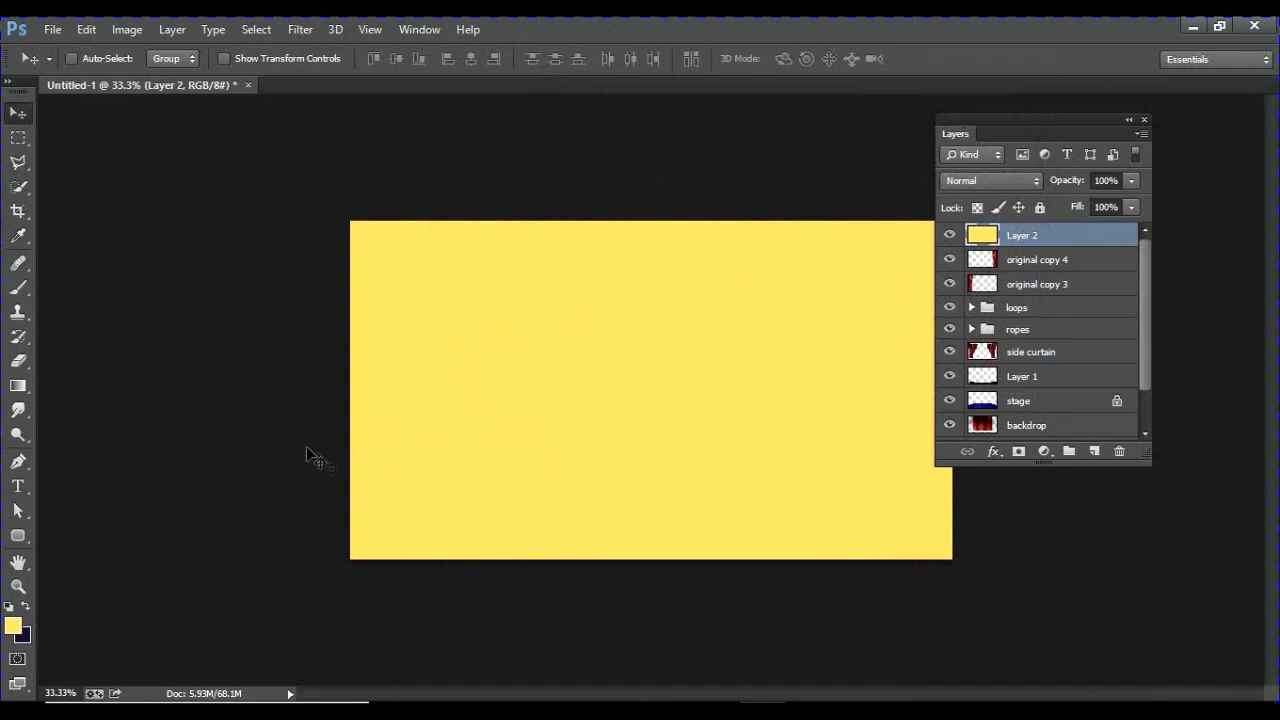 Ps File Edit Image Layer Type Select Filter 3D View Window Help
Auto-Select: Group Show Transform Controls 3D Mode: Essentials
Untitled-1 @ 33.3% (Layer 2, RGB/8#) * ×
Layers
Kind
Normal Opacity: 100%
Lock: Fill: 100%
Layer 2
original copy 4
original copy 3
loops
ropes
side curtain
Layer 1
stage
backdrop
fx
33.33% Doc: 5.93M/68.1M